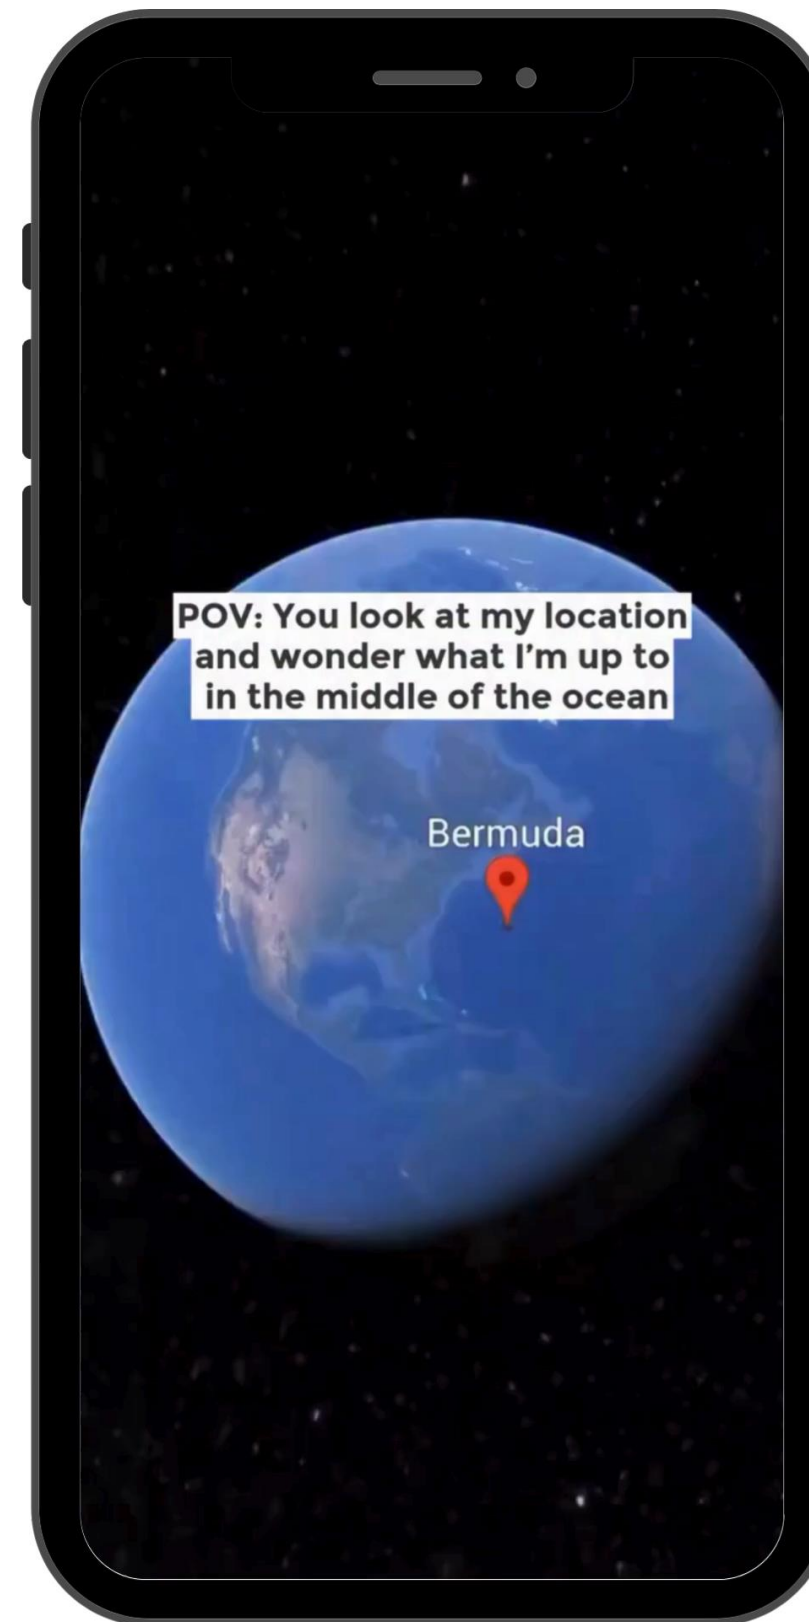 POV: You look at my location
and wonder what I'm up to
in the middle of the ocean
Bermuda